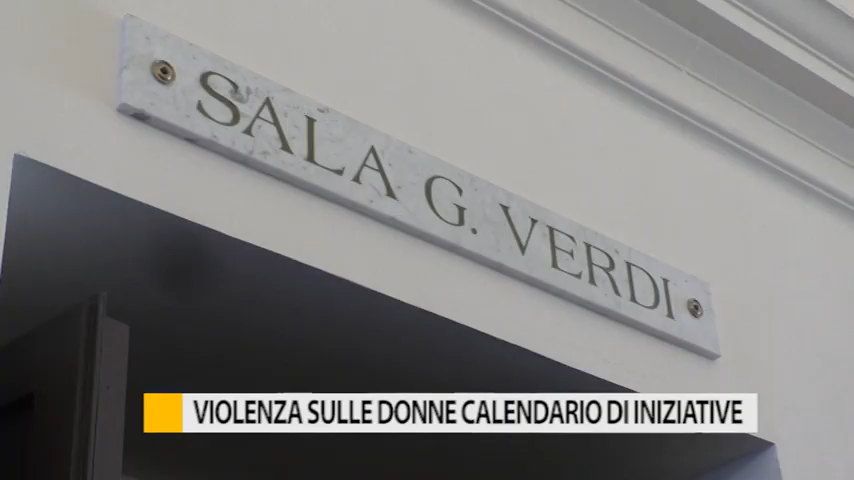 SALA G. VERDI
VIOLENZA SULLE DONNE CALENDARIO DI INIZIATIVE